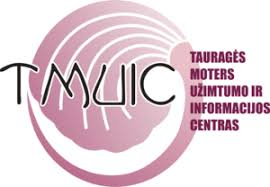 TMUIC
TAURAGĖS
MOTERS
UŽIMTUMO IR
INFORMACIJOS
CENTRAS